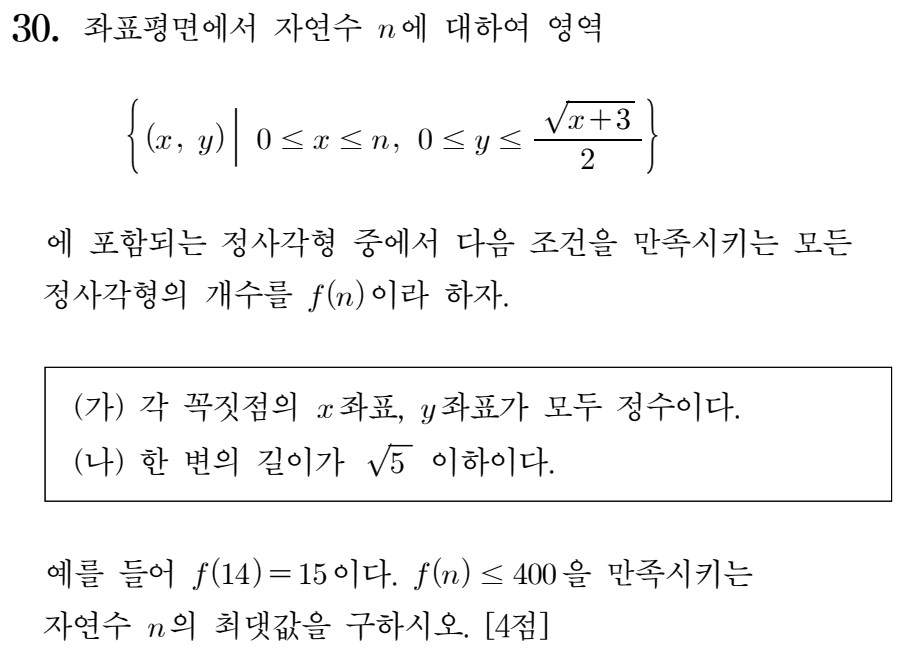 30. 좌표평면에서 자연수 n에 대하여 영역
{(x, y) | 0 ≤ x ≤ n, 0 ≤ y ≤ √(x+3)/2}
에 포함되는 정사각형 중에서 다음 조건을 만족시키는 모든
정사각형의 개수를 f(n)이라 하자.
(가) 각 꼭짓점의 x좌표, y좌표가 모두 정수이다.
(나) 한 변의 길이가 √5 이하이다.
예를 들어 f(14)=15이다. f(n) ≤ 400을 만족시키는
자연수 n의 최댓값을 구하시오. [4점]